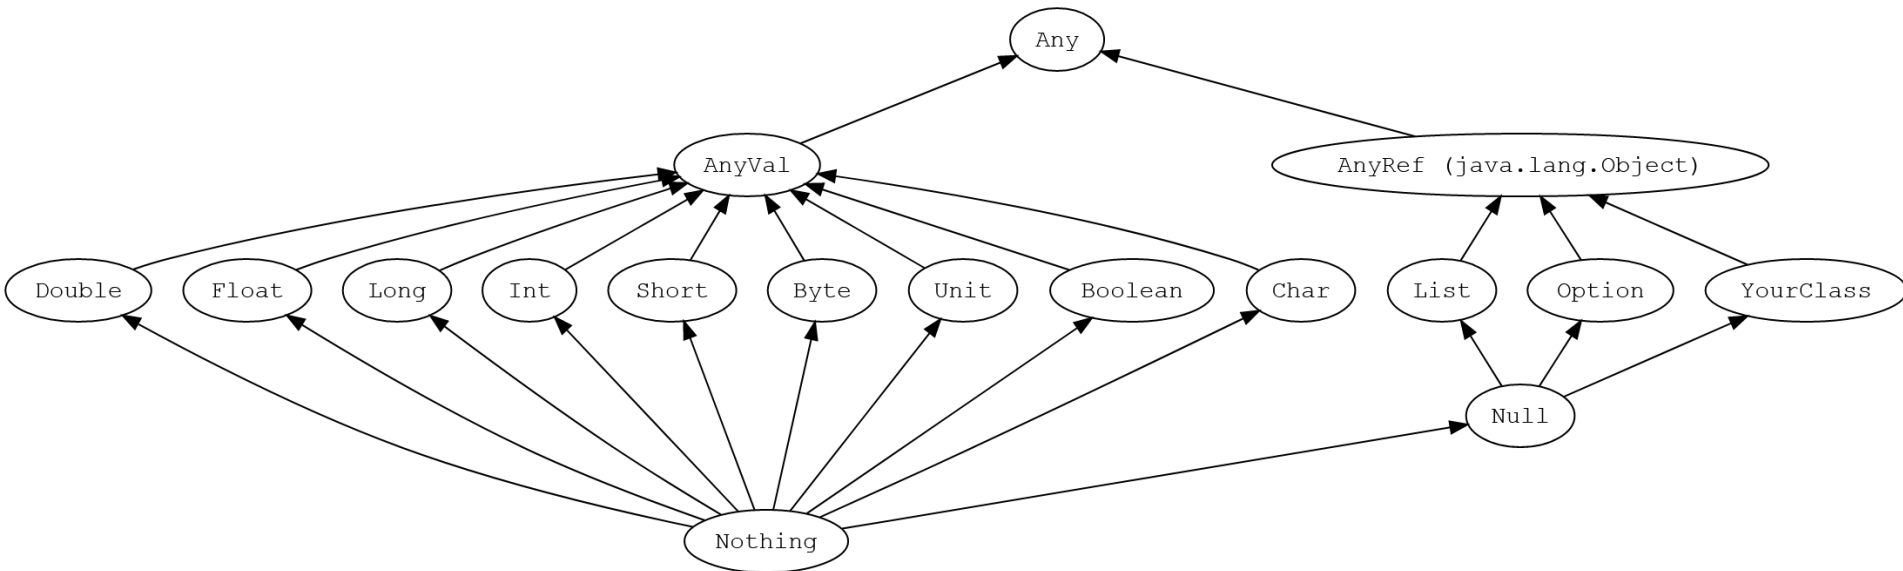 Any
AnyVal
AnyRef (java.lang.Object)
Double
Float
Long
Int
Short
Byte
Unit
Boolean
Char
List
Option
YourClass
Null
Nothing